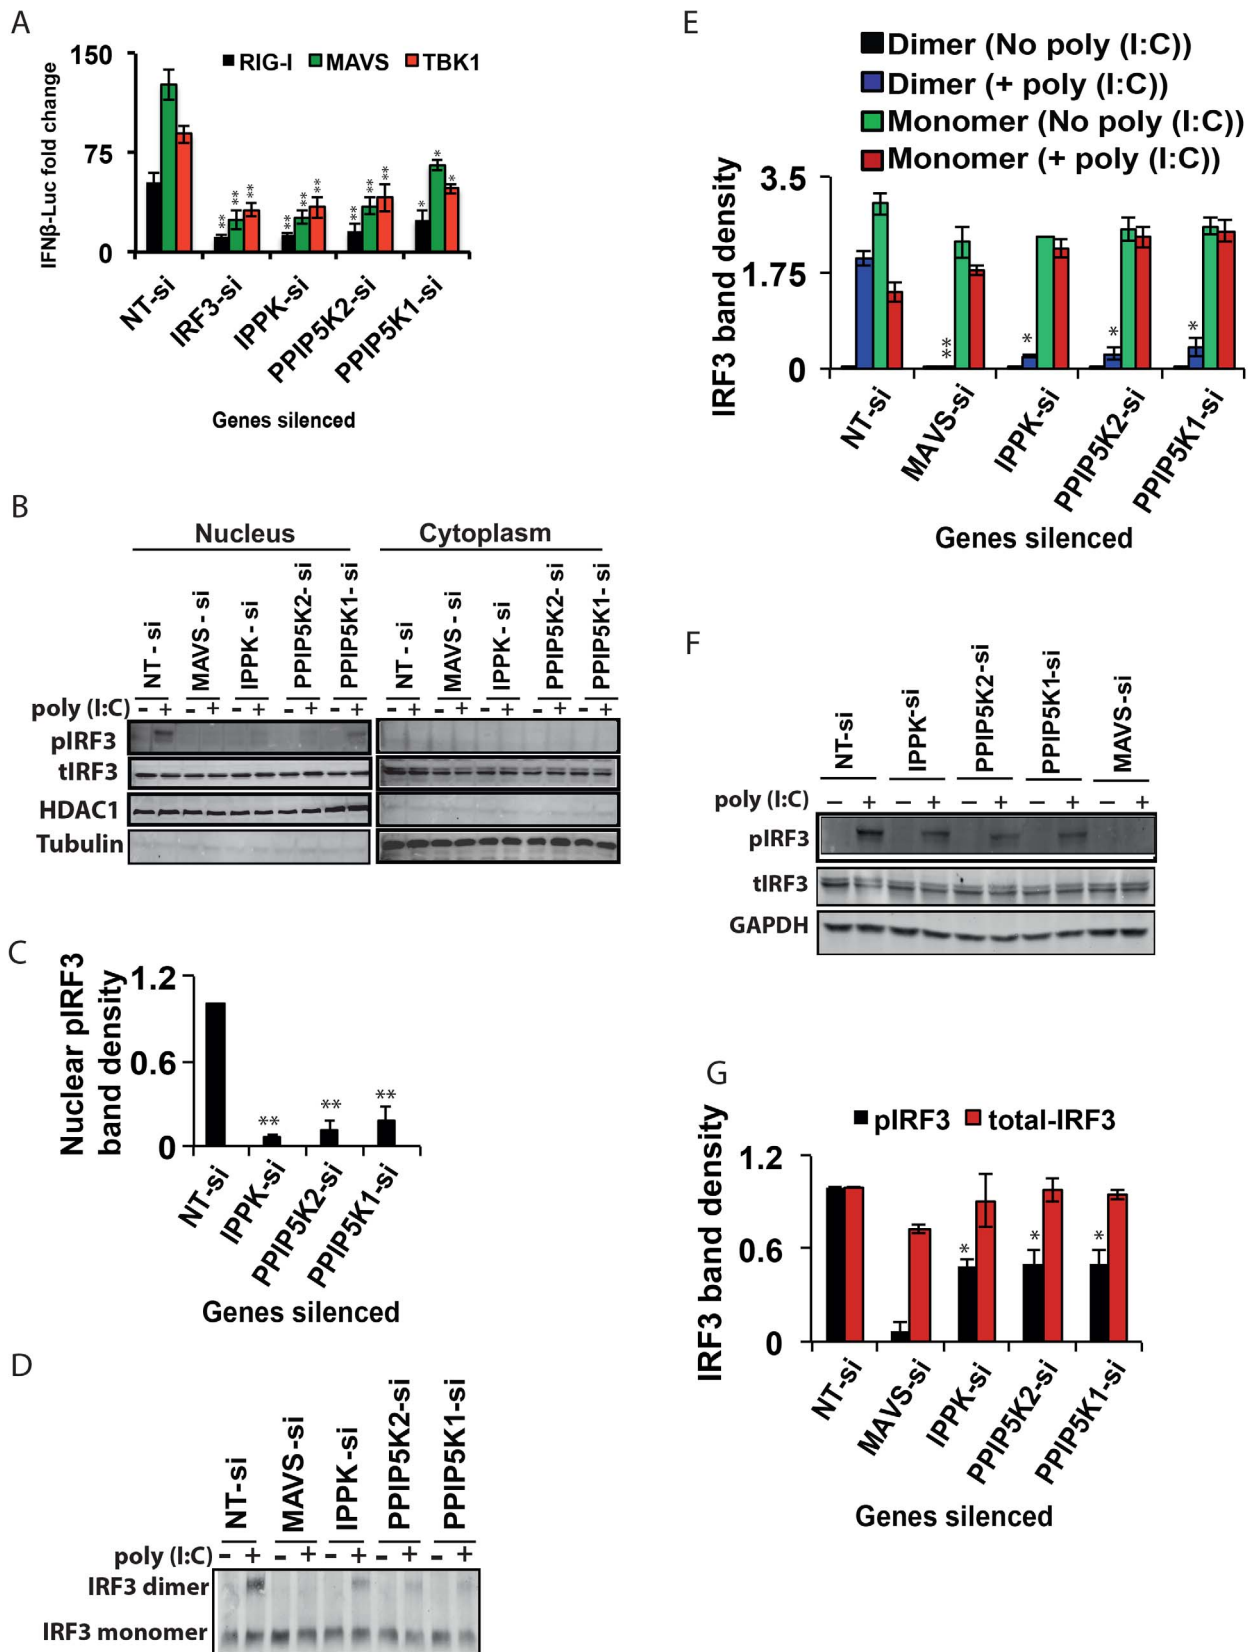 A
IFNβ-Luc fold change
150
75
0
RIG-I MAVS TBK1
** ** **
** ** **
** ** **
* * *
NT-si
IRF3-si
IPPK-si
PPIP5K2-si
PPIP5K1-si
Genes silenced
B
Nucleus Cytoplasm
NT - si
MAVS - si
IPPK - si
PPIP5K2- si
PPIP5K1- si
NT - si
MAVS - si
IPPK - si
PPIP5K2- si
PPIP5K1- si
poly (I:C) - + - + - + - + - + - + - + - + - + - +
pIRF3
tIRF3
HDAC1
Tubulin
C
Nuclear pIRF3
band density
1.2
0.6
0
** ** **
NT-si
IPPK-si
PPIP5K2-si
PPIP5K1-si
Genes silenced
D
NT-si
MAVS-si
IPPK-si
PPIP5K2-si
PPIP5K1-si
poly (I:C) - + - + - + - + - +
IRF3 dimer
IRF3 monomer
E
Dimer (No poly (I:C))
Dimer (+ poly (I:C))
Monomer (No poly (I:C))
Monomer (+ poly (I:C))
IRF3 band density
3.5
1.75
0
** * * *
NT-si
MAVS-si
IPPK-si
PPIP5K2-si
PPIP5K1-si
Genes silenced
F
NT-si
IPPK-si
PPIP5K2-si
PPIP5K1-si
MAVS-si
poly (I:C) - + - + - + - + - +
pIRF3
tIRF3
GAPDH
G
pIRF3 total-IRF3
IRF3 band density
1.2
0.6
0
* * *
NT-si
MAVS-si
IPPK-si
PPIP5K2-si
PPIP5K1-si
Genes silenced